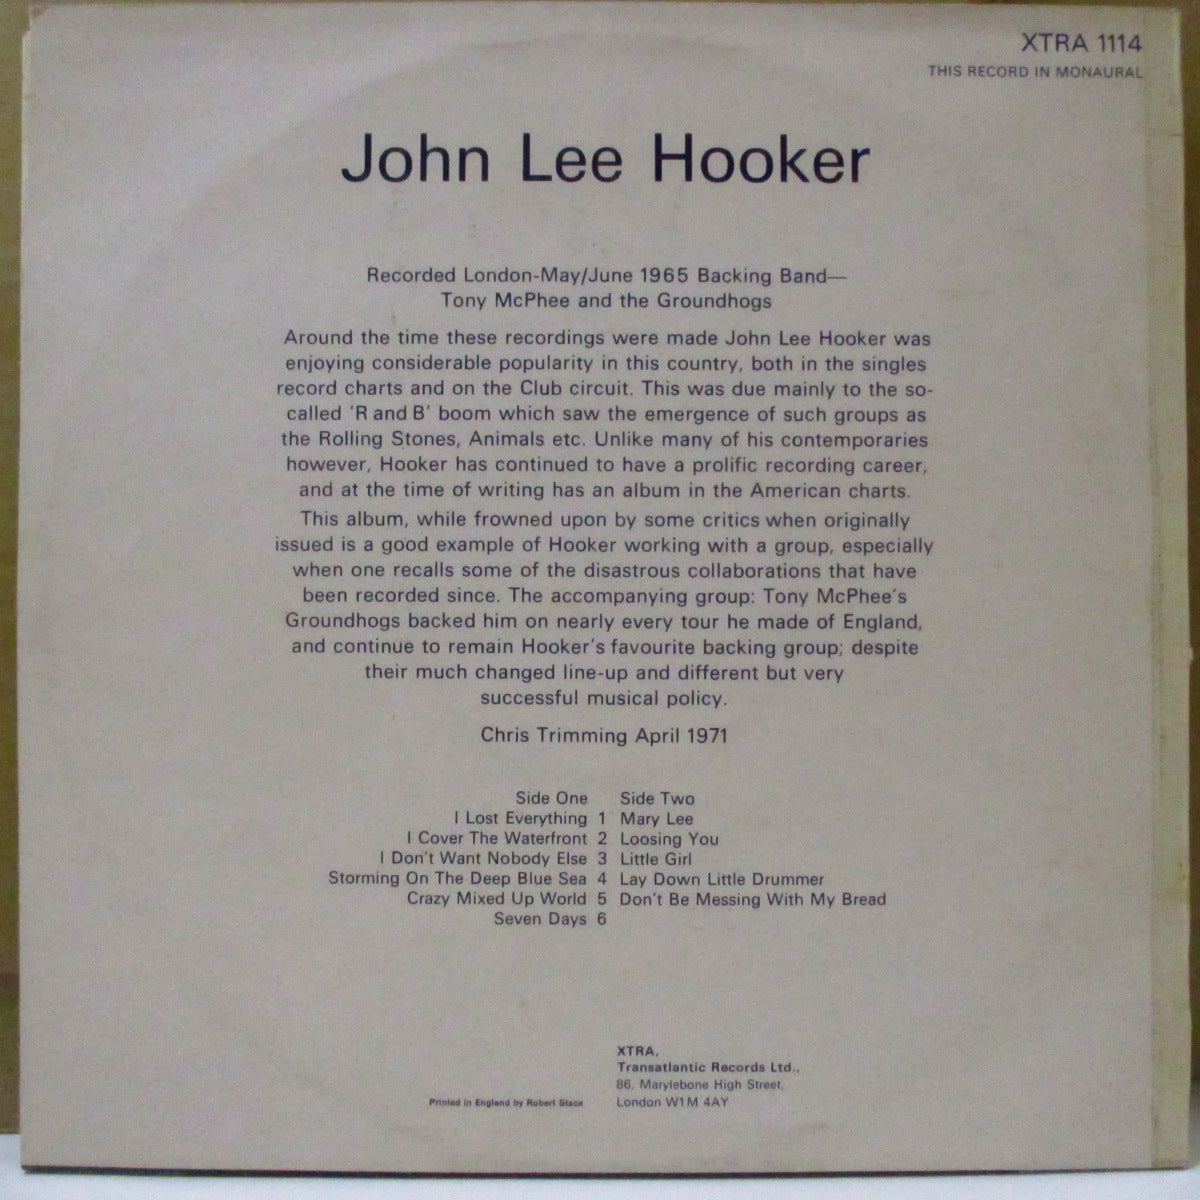 XTRA 1114
THIS RECORD IN MONAURAL
John Lee Hooker
Recorded London-May/June 1965 Backing Band—
Tony McPhee and the Groundhogs
Around the time these recordings were made John Lee Hooker was
enjoying considerable popularity in this country, both in the singles
record charts and on the Club circuit. This was due mainly to the so-
called 'R and B' boom which saw the emergence of such groups as
the Rolling Stones, Animals etc. Unlike many of his contemporaries
however, Hooker has continued to have a prolific recording career,
and at the time of writing has an album in the American charts.
This album, while frowned upon by some critics when originally
issued is a good example of Hooker working with a group, especially
when one recalls some of the disastrous collaborations that have
been recorded since. The accompanying group: Tony McPhee's
Groundhogs backed him on nearly every tour he made of England,
and continue to remain Hooker's favourite backing group; despite
their much changed line-up and different but very
successful musical policy.
Chris Trimming April 1971
Side One Side Two
I Lost Everything 1 Mary Lee
I Cover The Waterfront 2 Loosing You
I Don't Want Nobody Else 3 Little Girl
Storming On The Deep Blue Sea 4 Lay Down Little Drummer
Crazy Mixed Up World 5 Don't Be Messing With My Bread
Seven Days 6
XTRA,
Transatlantic Records Ltd.,
86, Marylebone High Street,
Printed in England by Robert Stace London W1M 4AY